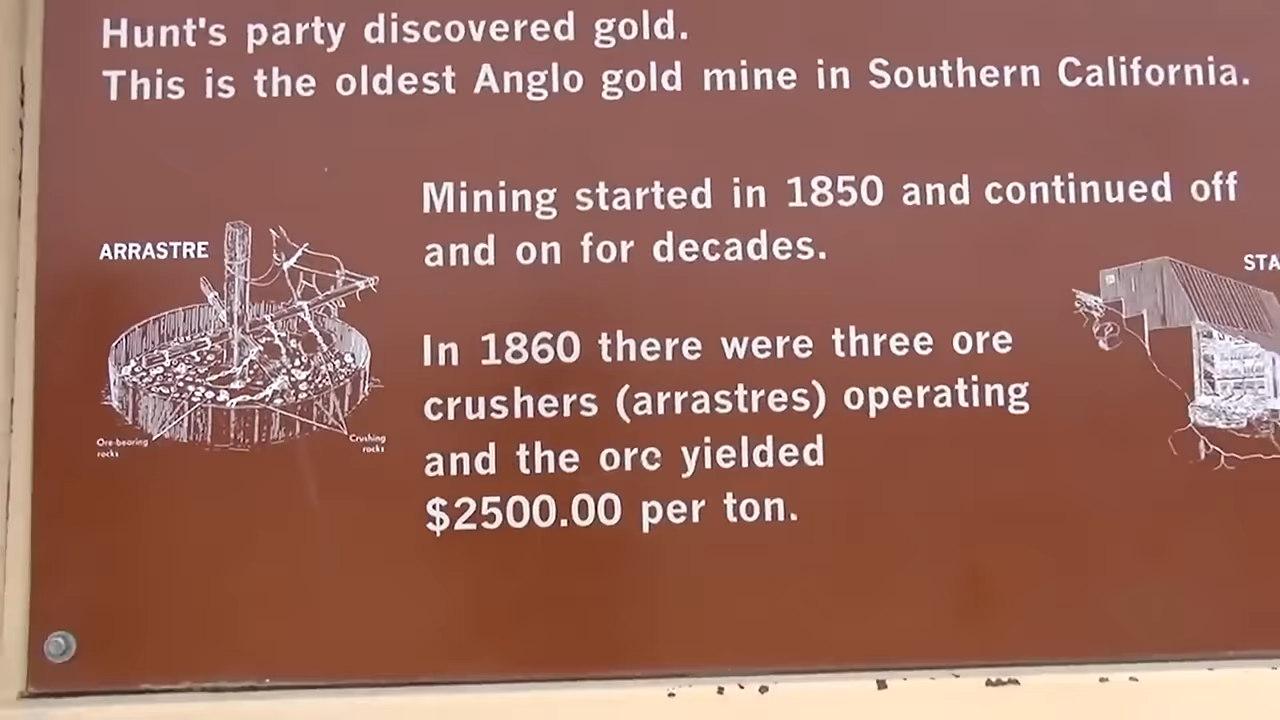 Hunt's party discovered gold.
This is the oldest Anglo gold mine in Southern California.
Mining started in 1850 and continued off
and on for decades.
ARRASTRE
STA
In 1860 there were three ore
crushers (arrastres) operating
and the ore yielded
$2500.00 per ton.
Ore-bearing
rocks
Crushing
rocks